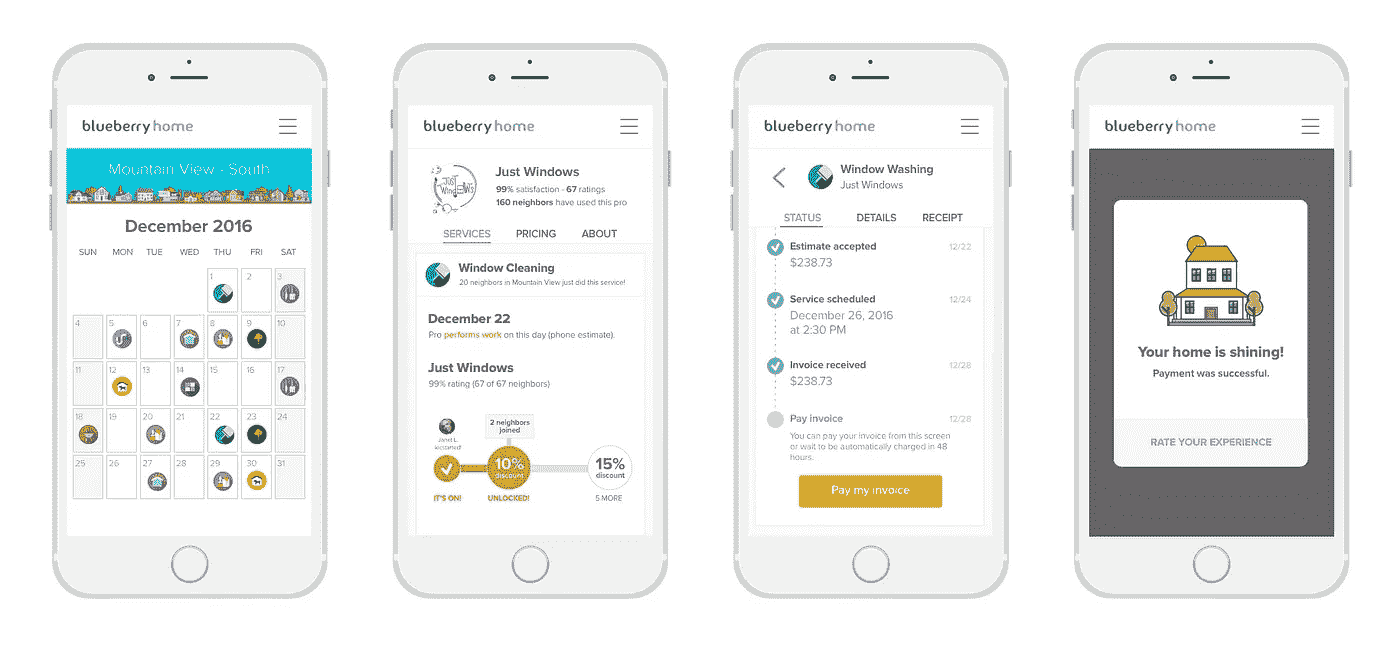 blueberry home
Mountain View - South
December 2016
SUN MON TUE WED THU FRI SAT
1 2 3
4 5 6 7 8 9 10
11 12 13 14 15 16 17
18 19 20 21 22 23 24
25 26 27 28 29 30 31
blueberry home
JUST WINDOWS
Just Windows
99% satisfaction - 67 ratings
160 neighbors have used this pro
SERVICES PRICING ABOUT
Window Cleaning
20 neighbors in Mountain View just did this service!
December 22
Pro performs work on this day (phone estimate).
Just Windows
99% rating (67 of 67 neighbors)
2 neighbors
joined
Janet L.
kickstarted!
10%
discount
15%
discount
IT'S ON! UNLOCKED! 5 MORE
blueberry home
Window Washing
Just Windows
STATUS DETAILS RECEIPT
Estimate accepted 12/22
$238.73
Service scheduled 12/24
December 26, 2016
at 2:30 PM
Invoice received 12/28
$238.73
Pay invoice 12/28
You can pay your invoice from this screen
or wait to be automatically charged in 48
hours.
Pay my invoice
blueberry home
Your home is shining!
Payment was successful.
RATE YOUR EXPERIENCE